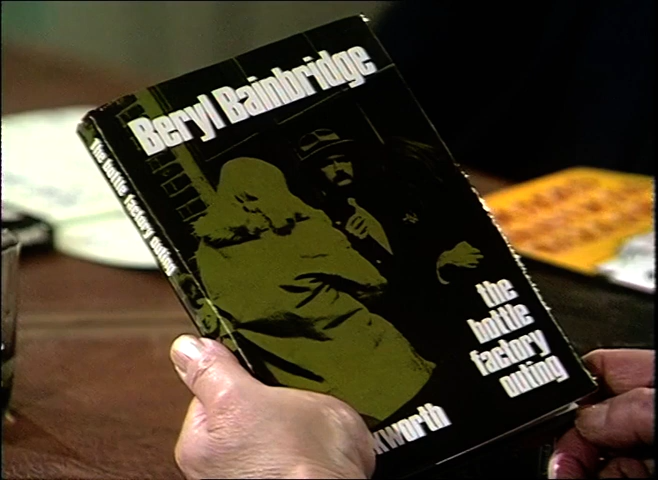 Beryl Bainbridge
the bottle factory outing
the
bottle
factory
outing
kworth